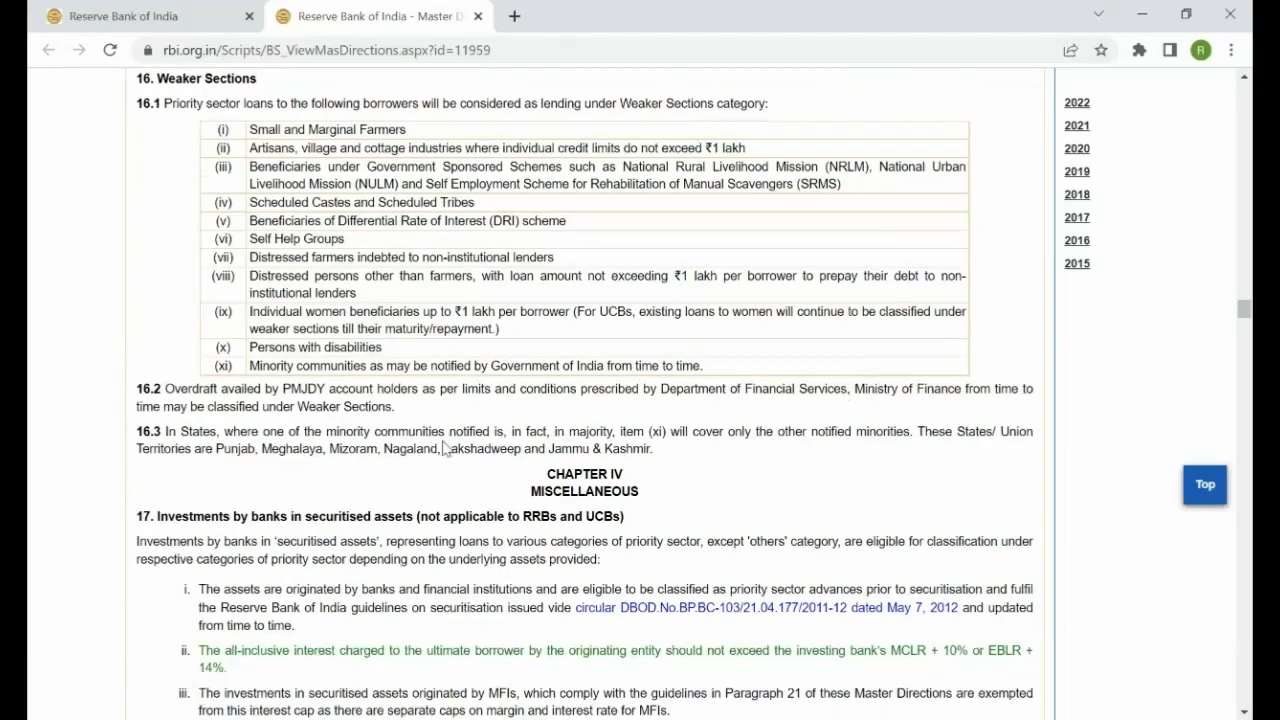 Reserve Bank of India
Reserve Bank of India - Master D
rbi.org.in/Scripts/BS_ViewMasDirections.aspx?id=11959
R
16. Weaker Sections
16.1 Priority sector loans to the following borrowers will be considered as lending under Weaker Sections category:
(i) Small and Marginal Farmers
(ii) Artisans, village and cottage industries where individual credit limits do not exceed ₹1 lakh
(iii) Beneficiaries under Government Sponsored Schemes such as National Rural Livelihood Mission (NRLM), National Urban
Livelihood Mission (NULM) and Self Employment Scheme for Rehabilitation of Manual Scavengers (SRMS)
(iv) Scheduled Castes and Scheduled Tribes
(v) Beneficiaries of Differential Rate of Interest (DRI) scheme
(vi) Self Help Groups
(vii) Distressed farmers indebted to non-institutional lenders
(viii) Distressed persons other than farmers, with loan amount not exceeding ₹1 lakh per borrower to prepay their debt to non-
institutional lenders
(ix) Individual women beneficiaries up to ₹1 lakh per borrower (For UCBs, existing loans to women will continue to be classified under
weaker sections till their maturity/repayment.)
(x) Persons with disabilities
(xi) Minority communities as may be notified by Government of India from time to time.
16.2 Overdraft availed by PMJDY account holders as per limits and conditions prescribed by Department of Financial Services, Ministry of Finance from time to
time may be classified under Weaker Sections.
16.3 In States, where one of the minority communities notified is, in fact, in majority, item (xi) will cover only the other notified minorities. These States/ Union
Territories are Punjab, Meghalaya, Mizoram, Nagaland, Lakshadweep and Jammu & Kashmir.
CHAPTER IV
MISCELLANEOUS
17. Investments by banks in securitised assets (not applicable to RRBs and UCBs)
Investments by banks in 'securitised assets', representing loans to various categories of priority sector, except 'others' category, are eligible for classification under
respective categories of priority sector depending on the underlying assets provided:
i. The assets are originated by banks and financial institutions and are eligible to be classified as priority sector advances prior to securitisation and fulfil
the Reserve Bank of India guidelines on securitisation issued vide circular DBOD.No.BP.BC-103/21.04.177/2011-12 dated May 7, 2012 and updated
from time to time.
ii. The all-inclusive interest charged to the ultimate borrower by the originating entity should not exceed the investing bank's MCLR + 10% or EBLR +
14%.
iii. The investments in securitised assets originated by MFIs, which comply with the guidelines in Paragraph 21 of these Master Directions are exempted
from this interest cap as there are separate caps on margin and interest rate for MFIs.
2022
2021
2020
2019
2018
2017
2016
2015
Top